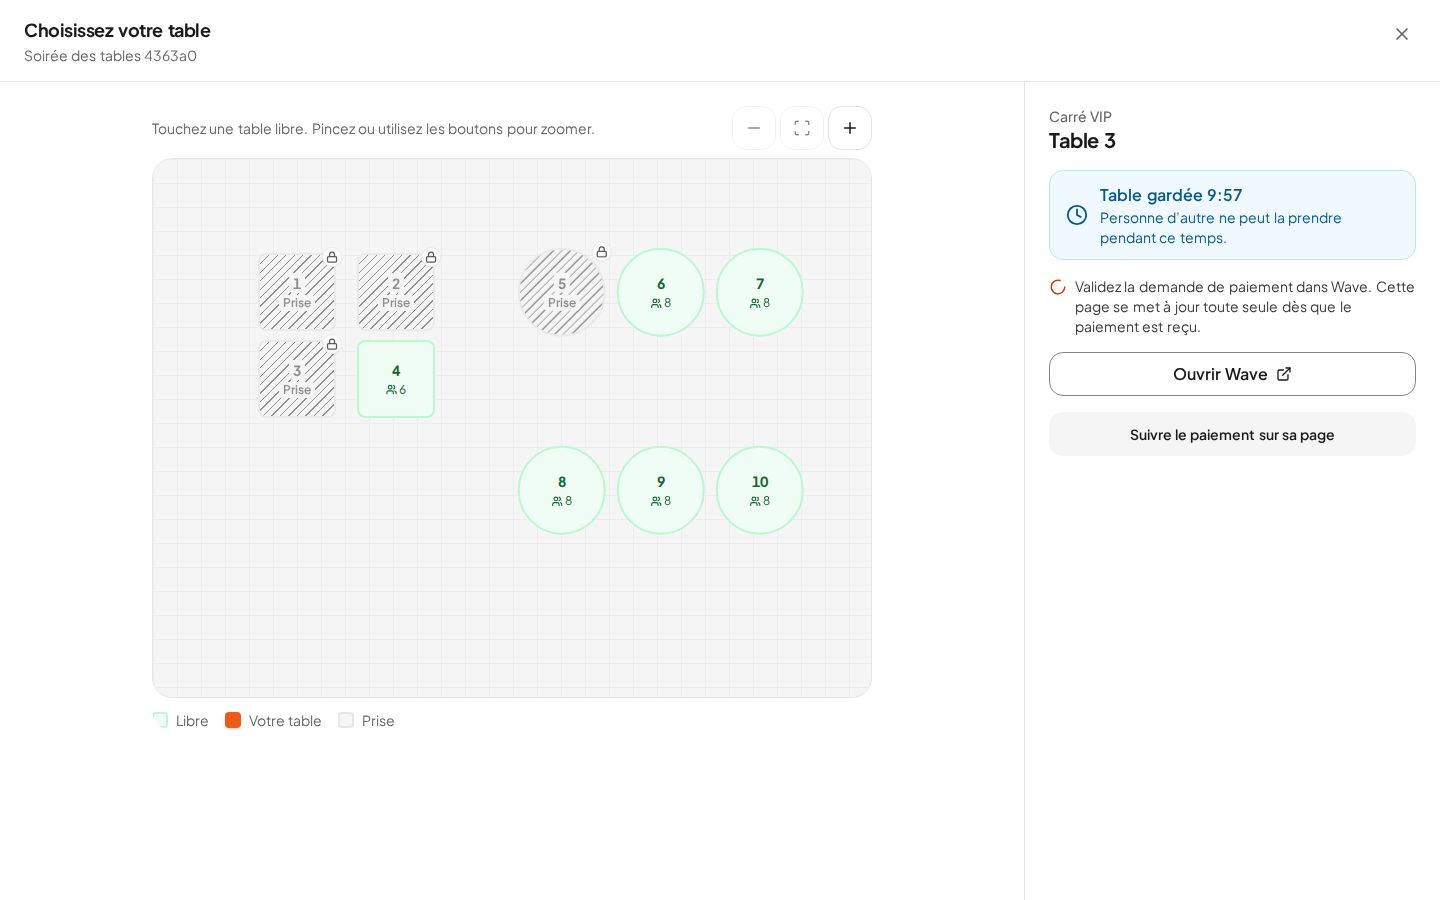 Choisissez votre table
Soirée des tables 4363a0
Touchez une table libre. Pincez ou utilisez les boutons pour zoomer.
1
Prise
2
Prise
5
Prise
6
8
7
8
3
Prise
4
6
8
8
9
8
10
8
Libre
Votre table
Prise
Carré VIP
Table 3
Table gardée 9:57
Personne d'autre ne peut la prendre
pendant ce temps.
Validez la demande de paiement dans Wave. Cette
page se met à jour toute seule dès que le
paiement est reçu.
Ouvrir Wave
Suivre le paiement sur sa page